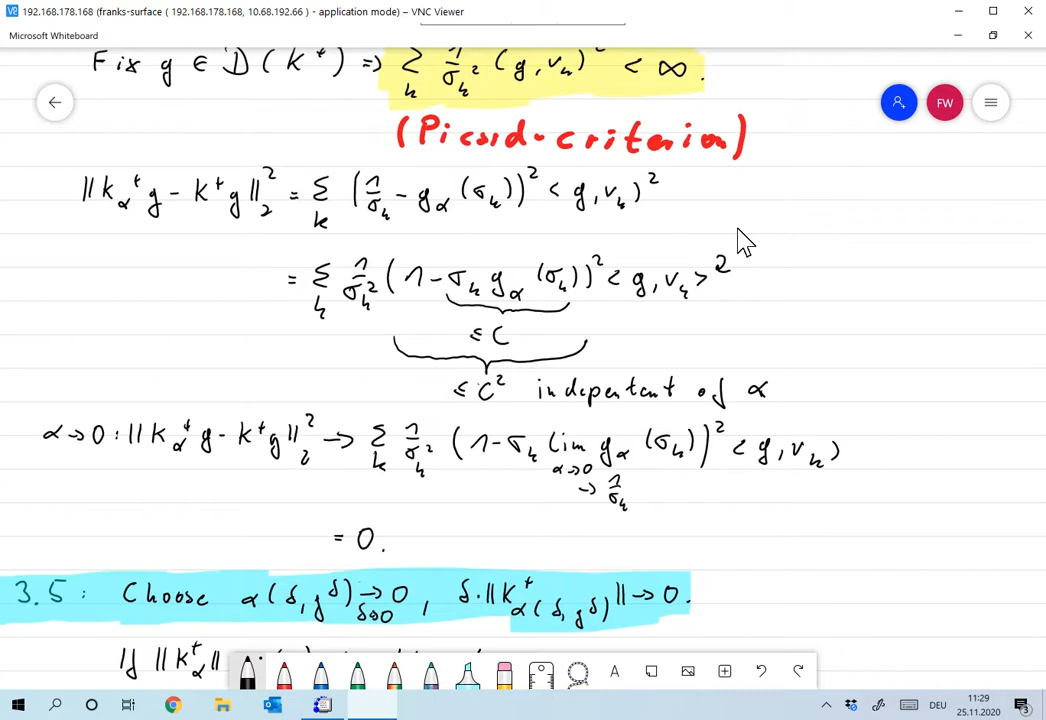 192.168.178.168 (franks-surface ( 192.168.178.168, 10.68.192.66 ) - application mode) – VNC Viewer
Microsoft Whiteboard
Fix g ∈ D(K⁺) => Σ_k 1/σ_k² (g, v_k)² < ∞.
(Picard-criterion)
FW
‖K_α⁺g - K⁺g‖₂² = Σ_k (1/σ_k - g_α(σ_k))² < g, v_k)²
= Σ_k 1/σ_k² (1 - σ_k g_α(σ_k))² < g, v_k >²
≤ C
≤ C² indepentent of α
α→0: ‖K_α⁺g - K⁺g‖₂² → Σ_k 1/σ_k² (1 - σ_k lim_{α→0} g_α(σ_k))² < g, v_k)
→ 1/σ_k
= 0.
3.5: Choose α(δ, g^δ) →_{δ→0} 0, δ·‖K⁺_{α(δ, g^δ)}‖ → 0.
If ‖K_α⁺‖
A
DEU
11:29
25.11.2020
3